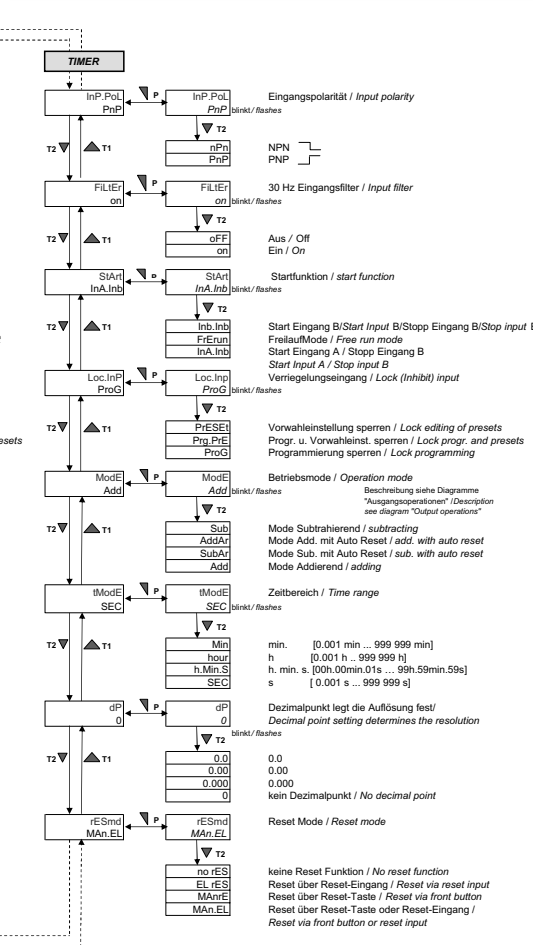 TIMER
InP.PoL P InP.PoL Eingangspolarität / Input polarity
PnP PnP blinkt / flashes
T2
T2 T1 nPn NPN
PnP PNP
FiLtEr P FiLtEr 30 Hz Eingangsfilter / Input filter
on on blinkt / flashes
T2
T2 T1 oFF Aus / Off
on Ein / On
StArt P StArt Startfunktion / start function
InA.Inb InA.Inb blinkt / flashes
T2
T2 T1 Inb.Inb Start Eingang B/Start Input B/Stopp Eingang B/Stop input B
FrErun FreilaufMode / Free run mode
InA.Inb Start Eingang A / Stopp Eingang B
Start Input A / Stop input B
Loc.InP P Loc.Inp Verriegelungseingang / Lock (Inhibit) input
ProG ProG blinkt / flashes
T2
T2 T1 PrESEt Vorwahleinstellung sperren / Lock editing of presets
esets Prg.PrE Progr. u. Vorwahleinst. sperren / Lock progr. and presets
ProG Programmierung sperren / Lock programming
ModE P ModE Betriebsmode / Operation mode
Add Add blinkt / flashes Beschreibung siehe Diagramme
"Ausgangsoperationen" / Description
T2 see diagram "Output operations"
T2 T1 Sub Mode Subtrahierend / subtracting
AddAr Mode Add. mit Auto Reset / add. with auto reset
SubAr Mode Sub. mit Auto Reset / sub. with auto reset
Add Mode Addierend / adding
tModE P tModE Zeitbereich / Time range
SEC SEC blinkt / flashes
T2
T2 T1 Min min. [0.001 min ... 999 999 min]
hour h [0.001 h .. 999 999 h]
h.Min.S h. min. s. [00h.00min.01s … 99h.59min.59s]
SEC s [ 0.001 s ... 999 999 s]
dP P dP Dezimalpunkt legt die Auflösung fest/
0 0 Decimal point setting determines the resolution
blinkt / flashes
T2
T2 T1 0.0 0.0
0.00 0.00
0.000 0.000
0 kein Dezimalpunkt / No decimal point
rESmd P rESmd Reset Mode / Reset mode
MAn.EL MAn.EL
T2
no rES keine Reset Funktion / No reset function
EL rES Reset über Reset-Eingang / Reset via reset input
MAnrE Reset über Reset-Taste / Reset via front button
MAn.EL Reset über Reset-Taste oder Reset-Eingang /
Reset via front button or reset input